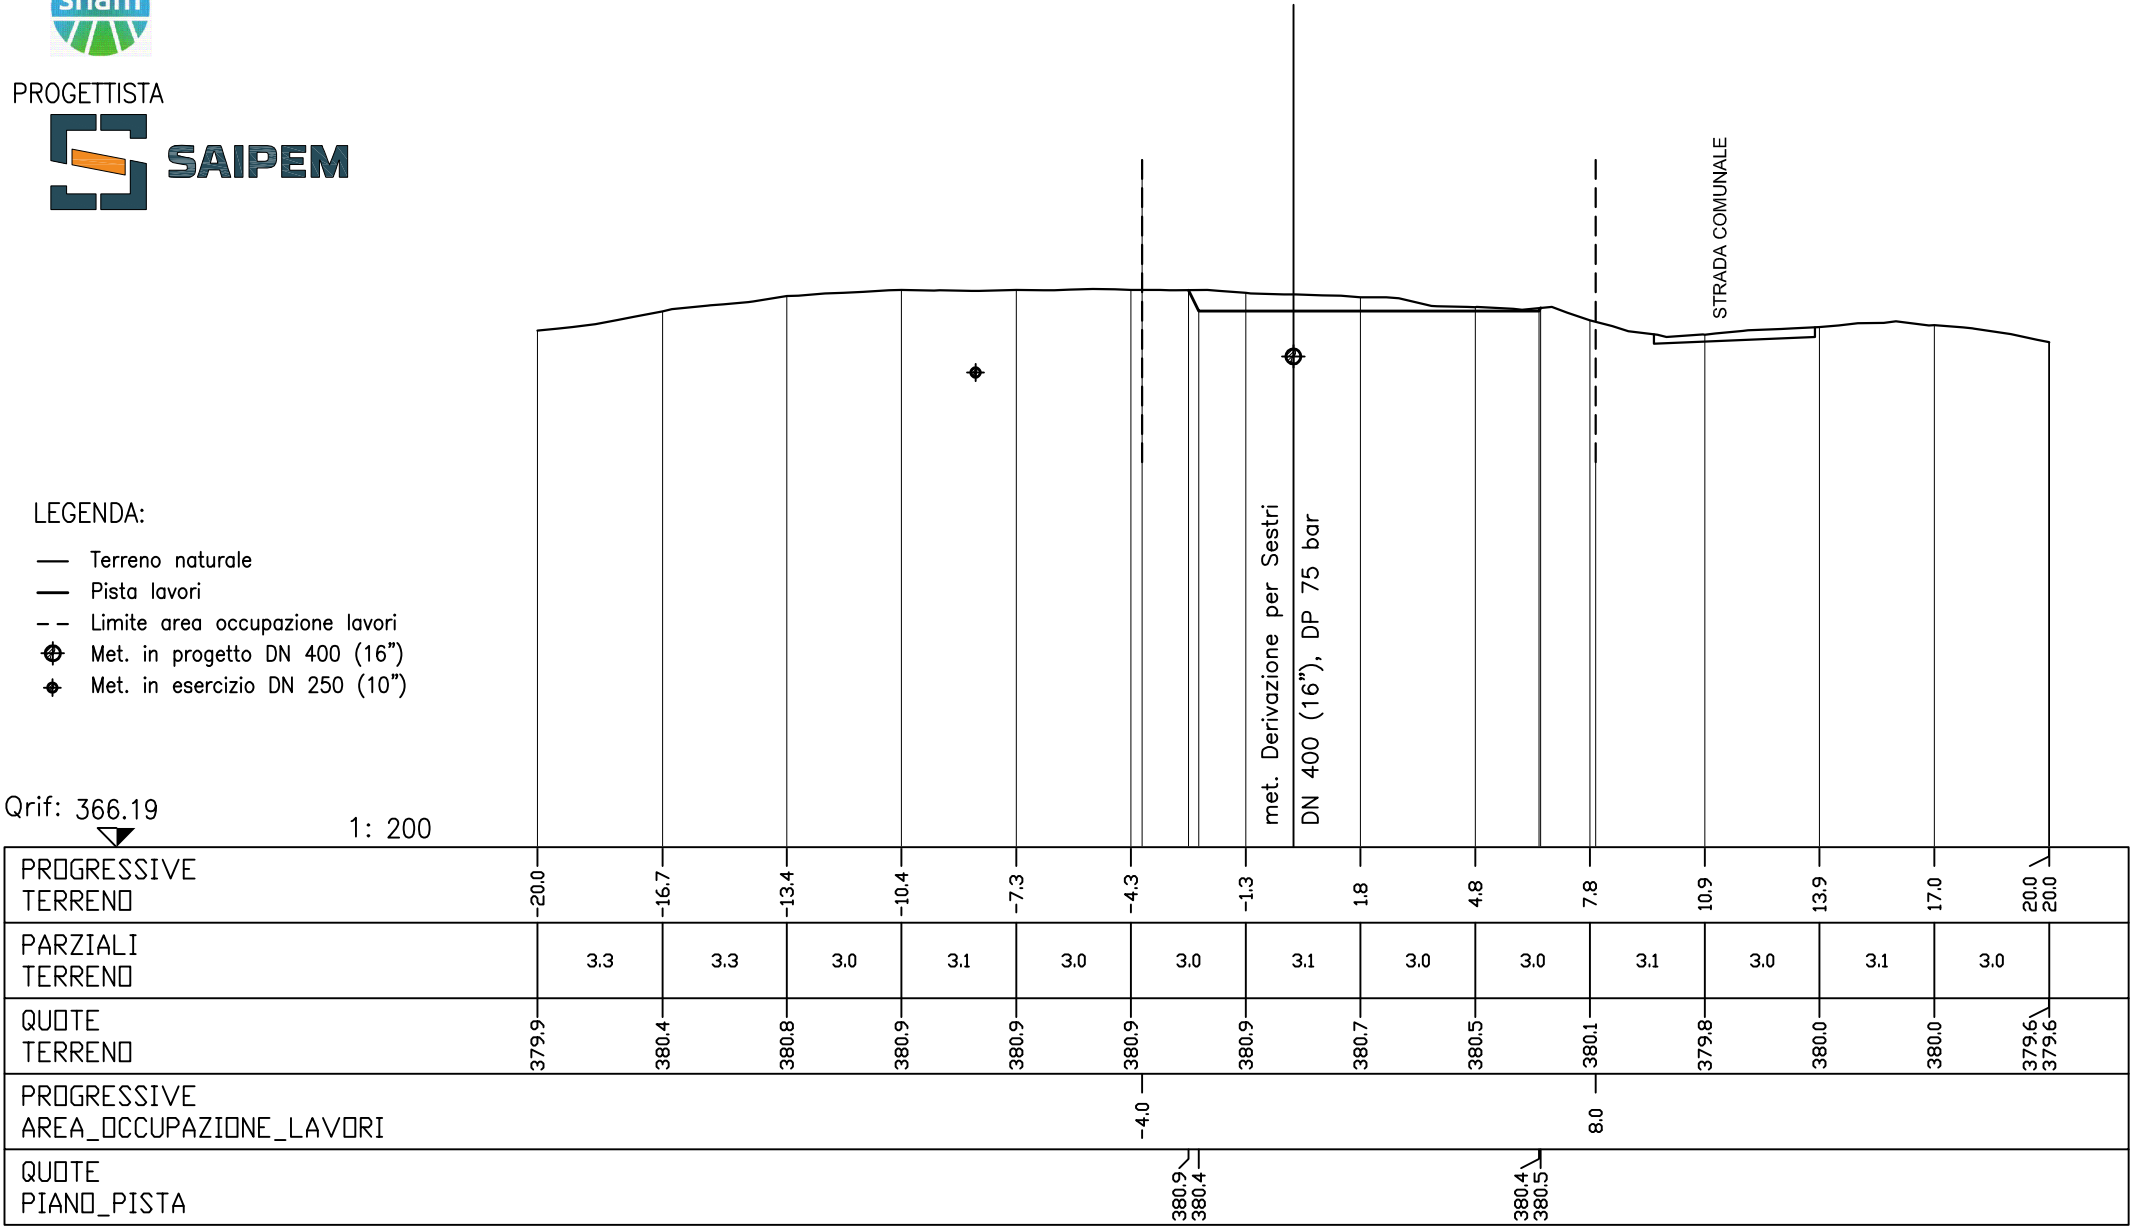 snam
PROGETTISTA
SAIPEM
STRADA COMUNALE
LEGENDA:
Terreno naturale
Pista lavori
Limite area occupazione lavori
Met. in progetto DN 400 (16")
Met. in esercizio DN 250 (10")
met. Derivazione per Sestri
DN 400 (16"), DP 75 bar
Qrif: 366.19
1: 200
PROGRESSIVE
TERRENO
-20.0 -16.7 -13.4 -10.4 -7.3 -4.3 -1.3 1.8 4.8 7.8 10.9 13.9 17.0 20.0 20.0
PARZIALI
TERRENO
3.3 3.3 3.0 3.1 3.0 3.0 3.1 3.0 3.0 3.1 3.0 3.1 3.0
QUOTE
TERRENO
379.9 380.4 380.8 380.9 380.9 380.9 380.9 380.7 380.5 380.1 379.8 380.0 380.0 379.6 379.6
PROGRESSIVE
AREA_OCCUPAZIONE_LAVORI
-4.0 8.0
QUOTE
PIANO_PISTA
380.9 380.4 380.4 380.5